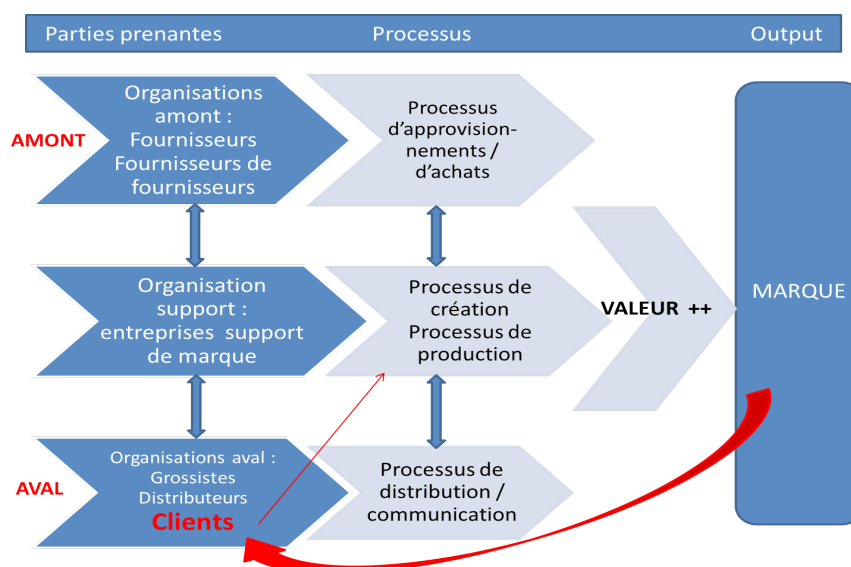 Parties prenantes
Processus
Output
AMONT
Organisations
amont :
Fournisseurs
Fournisseurs de
fournisseurs
Processus
d'approvision-
nements /
d'achats
Organisation
support :
entreprises support
de marque
Processus de
création
Processus de
production
VALEUR ++
MARQUE
AVAL
Organisations aval :
Grossistes
Distributeurs
Clients
Processus de
distribution /
communication